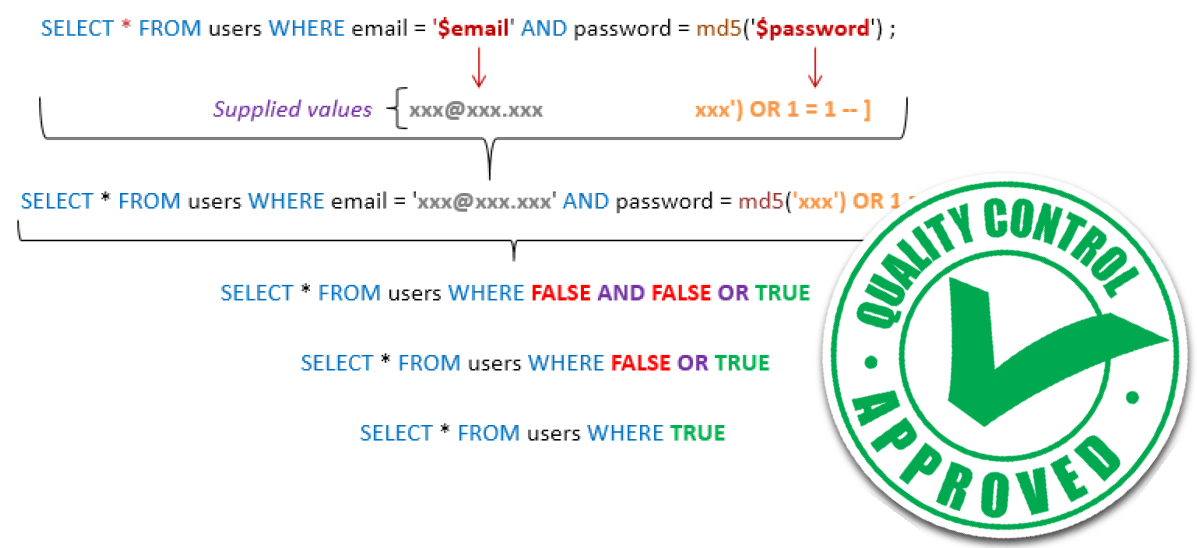 SELECT * FROM users WHERE email = '$email' AND password = md5('$password') ;
Supplied values xxx@xxx.xxx xxx') OR 1 = 1 -- ]
SELECT * FROM users WHERE email = 'xxx@xxx.xxx' AND password = md5('xxx') OR 1
SELECT * FROM users WHERE FALSE AND FALSE OR TRUE
SELECT * FROM users WHERE FALSE OR TRUE
SELECT * FROM users WHERE TRUE
QUALITY CONTROL
APPROVED